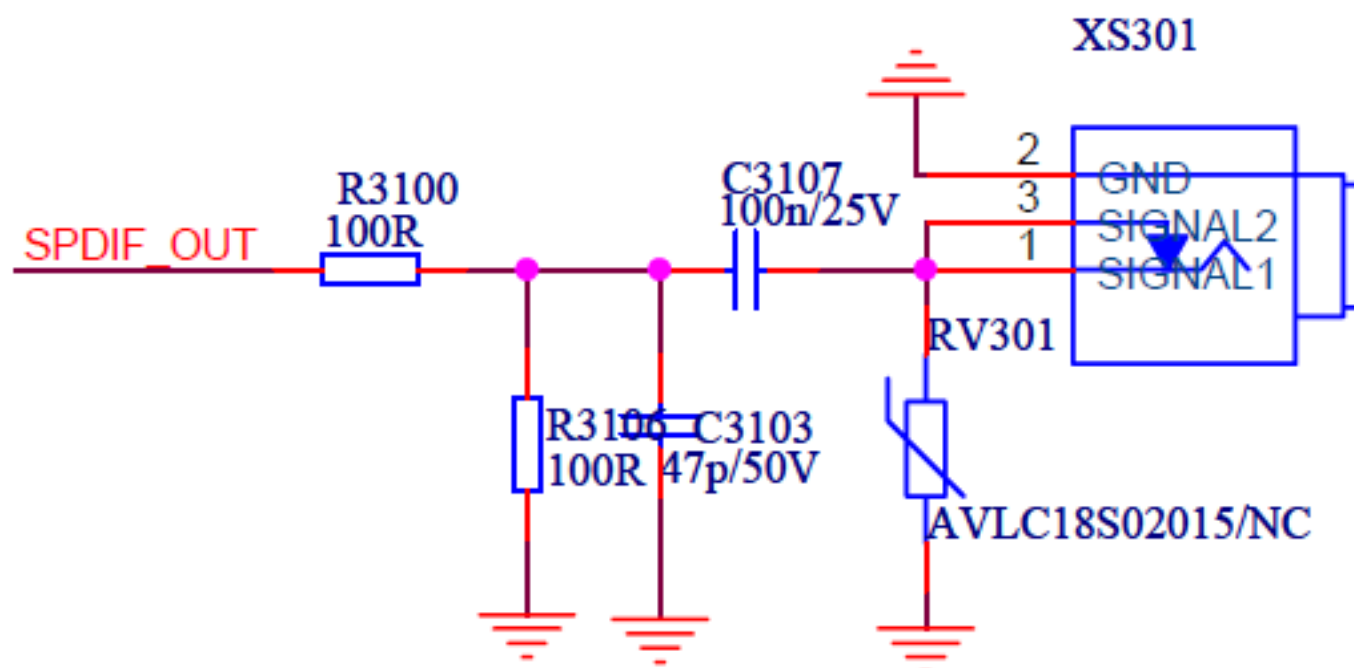 XS301
2
GND
C3107
100n/25V
3
SIGNAL2
R3100
100R
SPDIF_OUT
1
SIGNAL1
RV301
R3106
100R
C3103
47p/50V
AVLC18S02015/NC